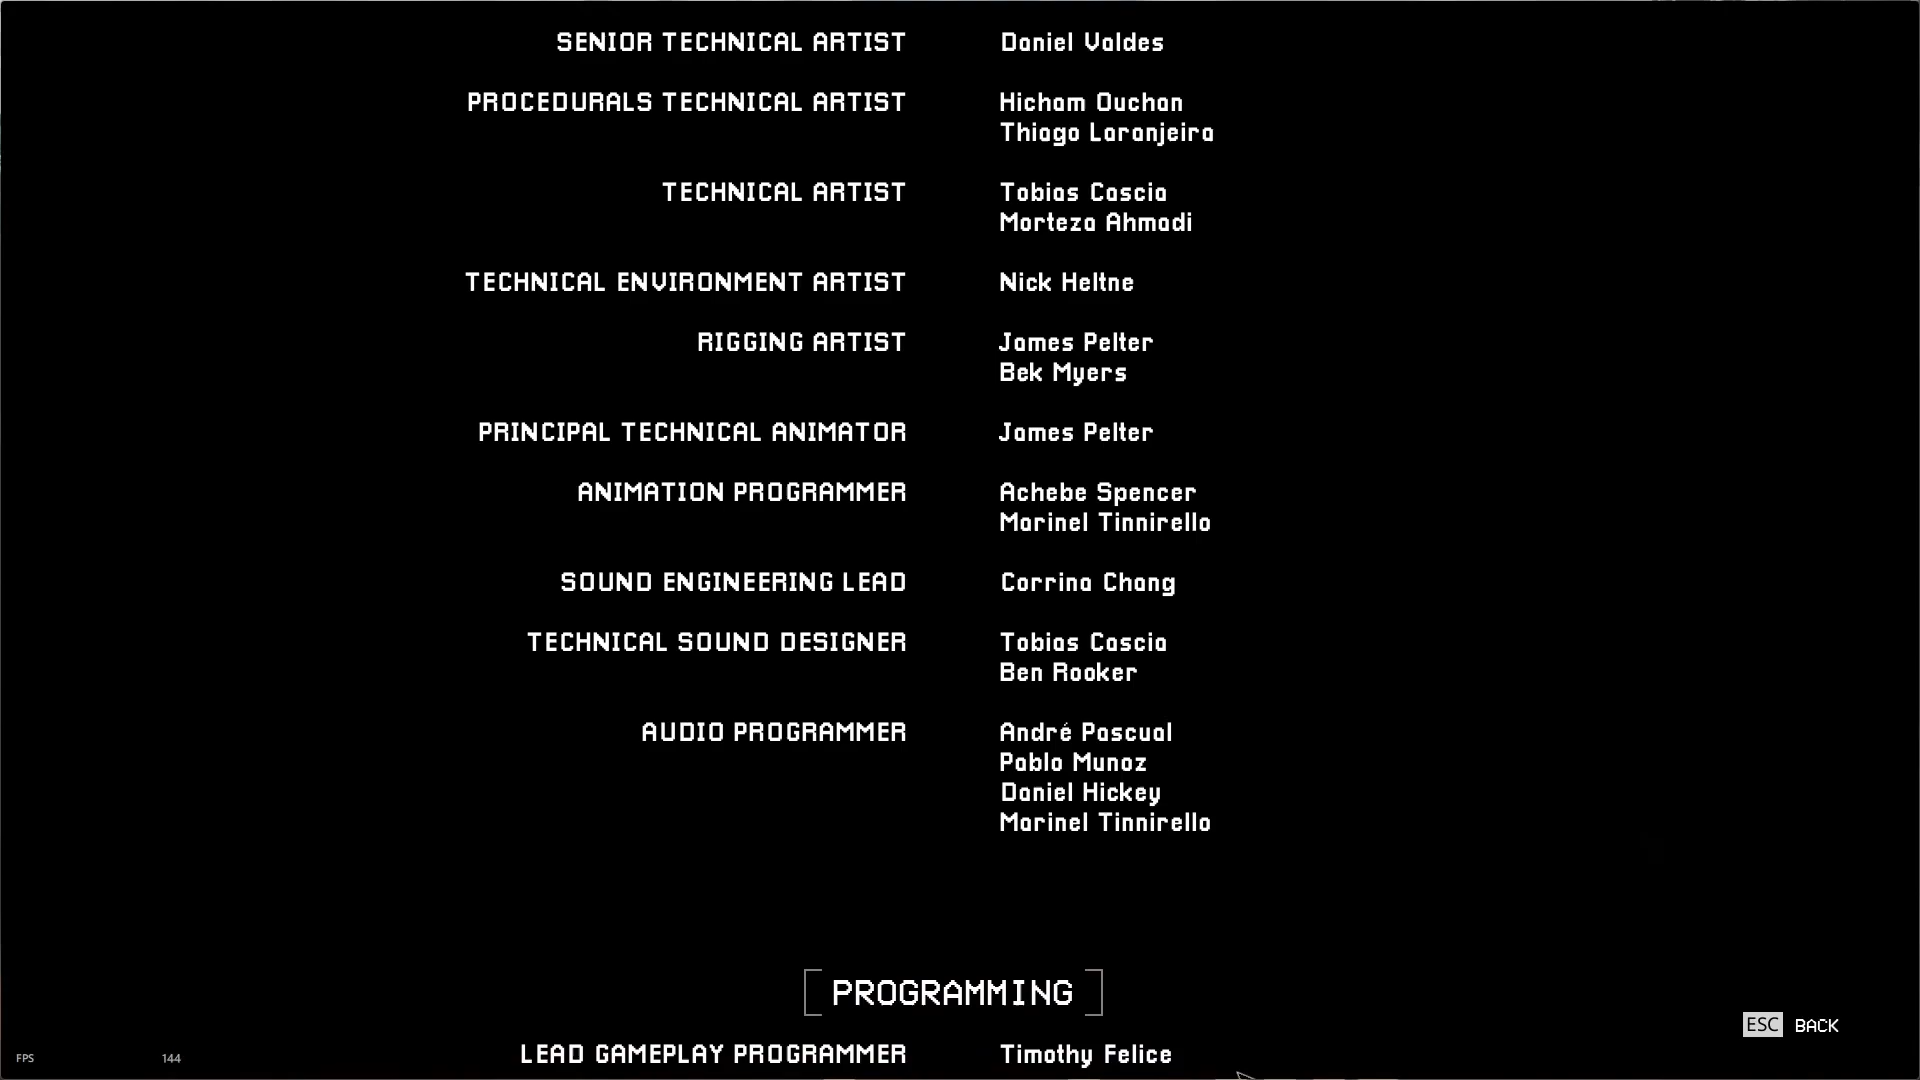 SENIOR TECHNICAL ARTIST Daniel Valdes
PROCEDURALS TECHNICAL ARTIST Hicham Ouchan
Thiago Laranjeira
TECHNICAL ARTIST Tobias Cascia
Morteza Ahmadi
TECHNICAL ENVIRONMENT ARTIST Nick Heltne
RIGGING ARTIST James Pelter
Bek Myers
PRINCIPAL TECHNICAL ANIMATOR James Pelter
ANIMATION PROGRAMMER Achebe Spencer
Marinel Tinnirello
SOUND ENGINEERING LEAD Corrina Chang
TECHNICAL SOUND DESIGNER Tobias Cascia
Ben Rooker
AUDIO PROGRAMMER André Pascual
Pablo Munoz
Daniel Hickey
Marinel Tinnirello
PROGRAMMING
ESC BACK
LEAD GAMEPLAY PROGRAMMER Timothy Felice
FPS 144